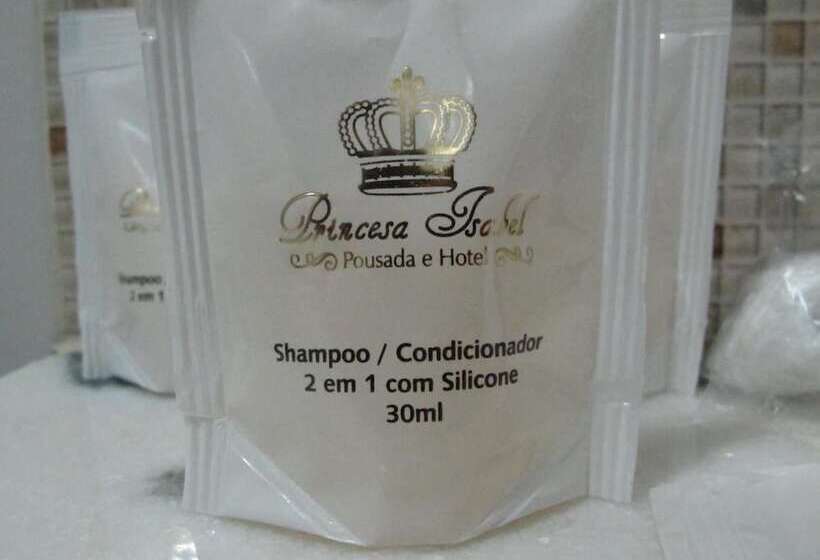 Princesa Isabel
Pousada e Hotel
Shampoo / Condicionador
2 em 1 com Silicone
30ml
Shampoo
2 em 1